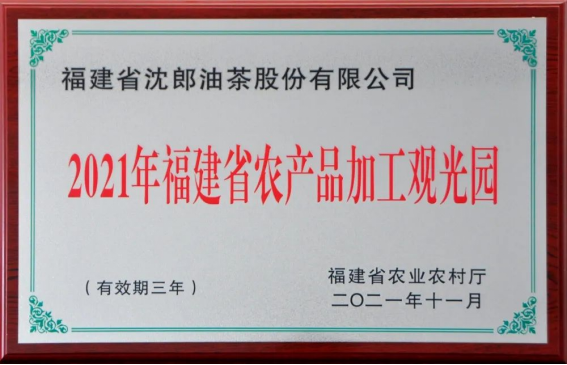 福建省沈郎油茶股份有限公司
2021年福建省农产品加工观光园
（有效期三年）
福建省农业农村厅
二〇二一年十一月